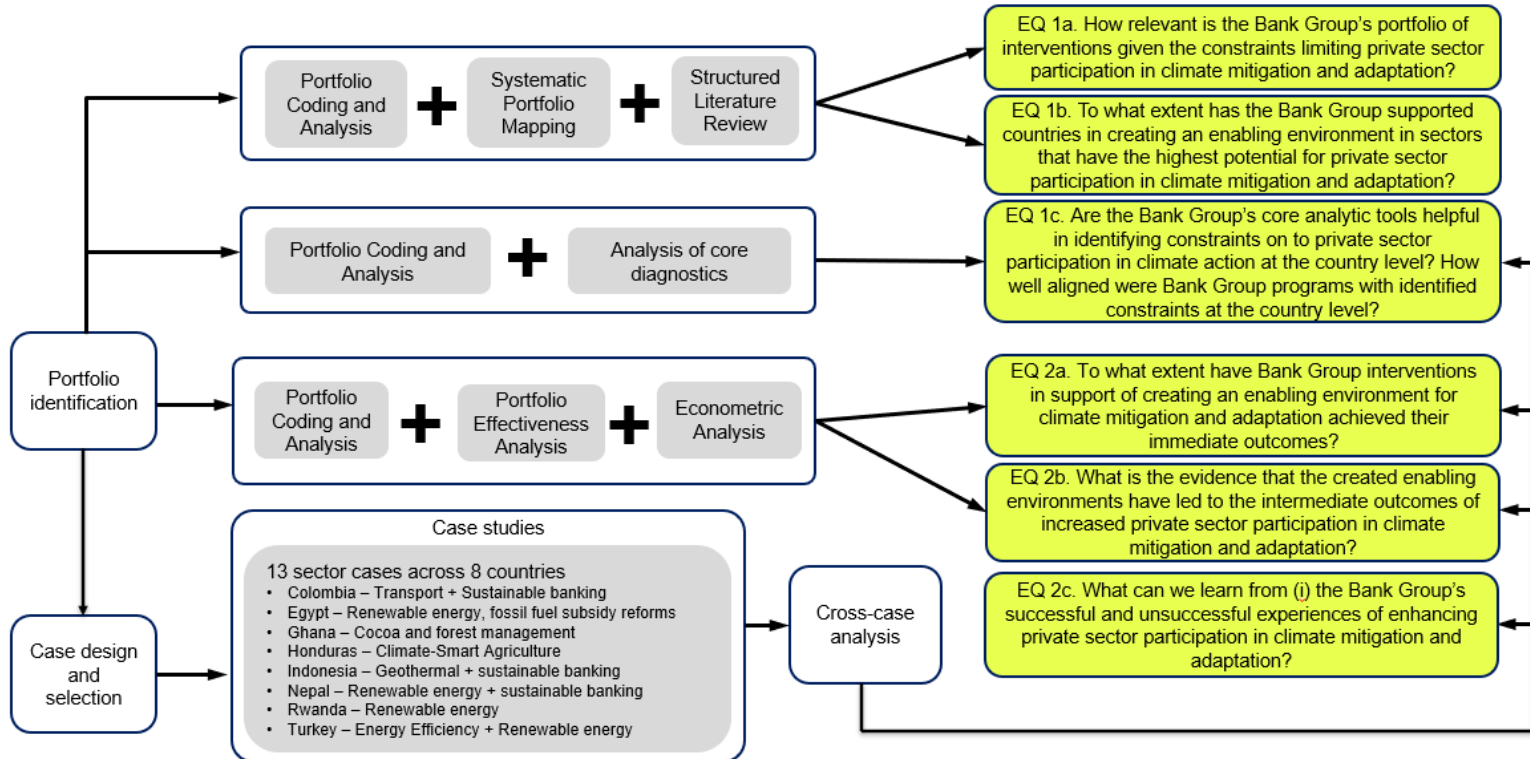 Portfolio
Coding and
Analysis
+
Systematic
Portfolio
Mapping
+
Structured
Literature
Review
EQ 1a. How relevant is the Bank Group's portfolio of
interventions given the constraints limiting private sector
participation in climate mitigation and adaptation?
EQ 1b. To what extent has the Bank Group supported
countries in creating an enabling environment in sectors
that have the highest potential for private sector
participation in climate mitigation and adaptation?
Portfolio Coding and
Analysis
+
Analysis of core
diagnostics
EQ 1c. Are the Bank Group's core analytic tools helpful
in identifying constraints on to private sector
participation in climate action at the country level? How
well aligned were Bank Group programs with identified
constraints at the country level?
Portfolio
identification
Portfolio
Coding and
Analysis
+
Portfolio
Effectiveness
Analysis
+
Econometric
Analysis
EQ 2a. To what extent have Bank Group interventions
in support of creating an enabling environment for
climate mitigation and adaptation achieved their
immediate outcomes?
EQ 2b. What is the evidence that the created enabling
environments have led to the intermediate outcomes of
increased private sector participation in climate
mitigation and adaptation?
Case design
and
selection
Case studies
13 sector cases across 8 countries
• Colombia – Transport + Sustainable banking
• Egypt – Renewable energy, fossil fuel subsidy reforms
• Ghana – Cocoa and forest management
• Honduras – Climate-Smart Agriculture
• Indonesia – Geothermal + sustainable banking
• Nepal – Renewable energy + sustainable banking
• Rwanda – Renewable energy
• Turkey – Energy Efficiency + Renewable energy
Cross-case
analysis
EQ 2c. What can we learn from (i) the Bank Group's
successful and unsuccessful experiences of enhancing
private sector participation in climate mitigation and
adaptation?